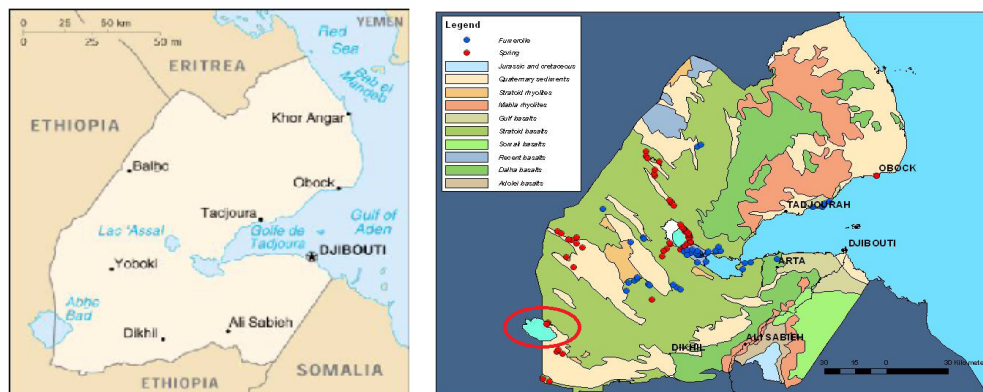 0 25 50 km
0 25 50 mi
YEMEN
Red
Sea
Bab el
Mandeb
ERITREA
ETHIOPIA
Khor Angar
Balho
Obock
Tadjoura
Gulf of
Aden
Lac 'Assal
Golfe de
Tadjoura
DJIBOUTI
Yoboki
Abhe
Bad
Dikhil
Ali Sabieh
ETHIOPIA
SOMALIA
Legend
Fumerolle
Spring
Jurassic and cretaceous
Quaternary sediments
Stratoid rhyolites
Mabla rhyolites
Gulf basalts
Stratoid basalts
Somali basalts
Recent basalts
Dalha basalts
Adolei basalts
OBOCK
TADJOURAH
DJIBOUTI
ARTA
DIKHIL
ALI SABIEH
30 0 30 Kilometers